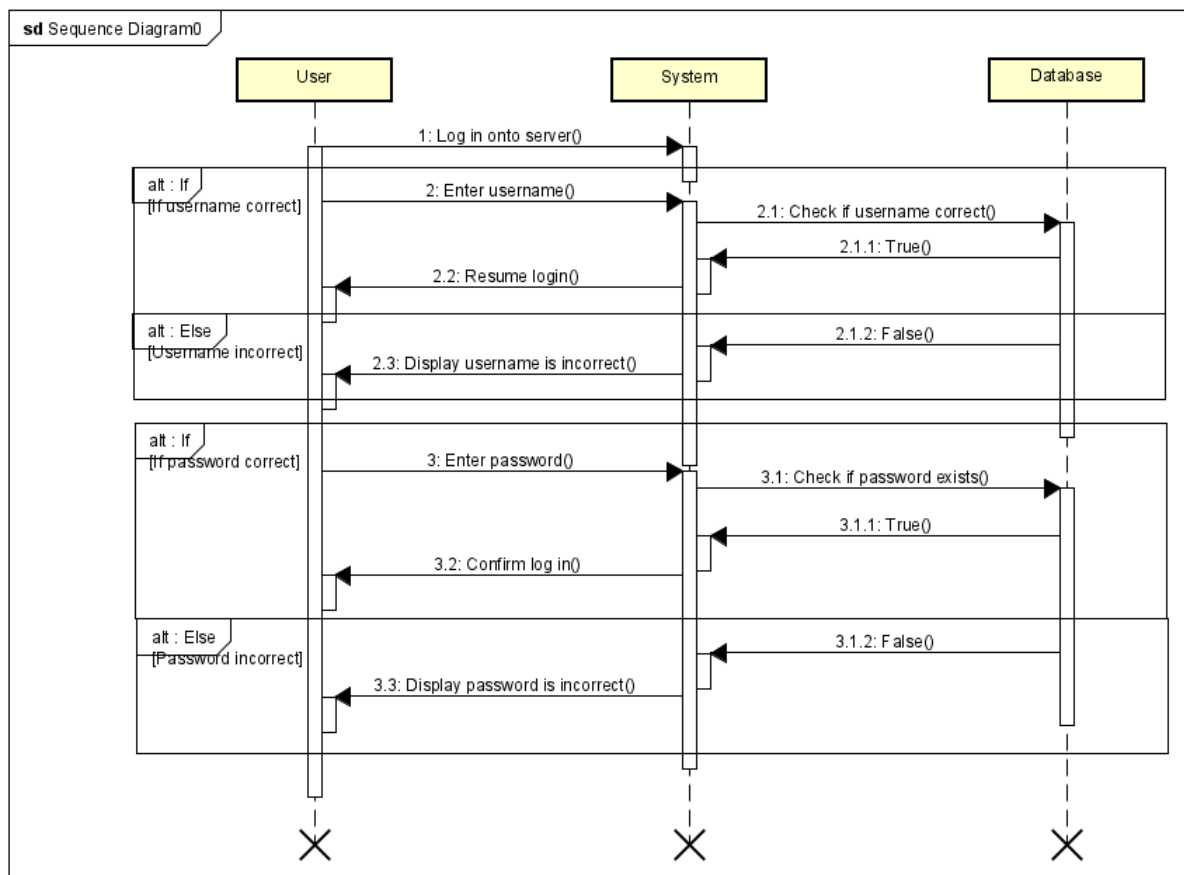 sd Sequence Diagram0
User
System
Database
1: Log in onto server()
alt : If
[If username correct]
2: Enter username()
2.1: Check if username correct()
2.1.1: True()
2.2: Resume login()
alt : Else
[Username incorrect]
2.1.2: False()
2.3: Display username is incorrect()
alt : If
[If password correct]
3: Enter password()
3.1: Check if password exists()
3.1.1: True()
3.2: Confirm log in()
alt : Else
[Password incorrect]
3.1.2: False()
3.3: Display password is incorrect()